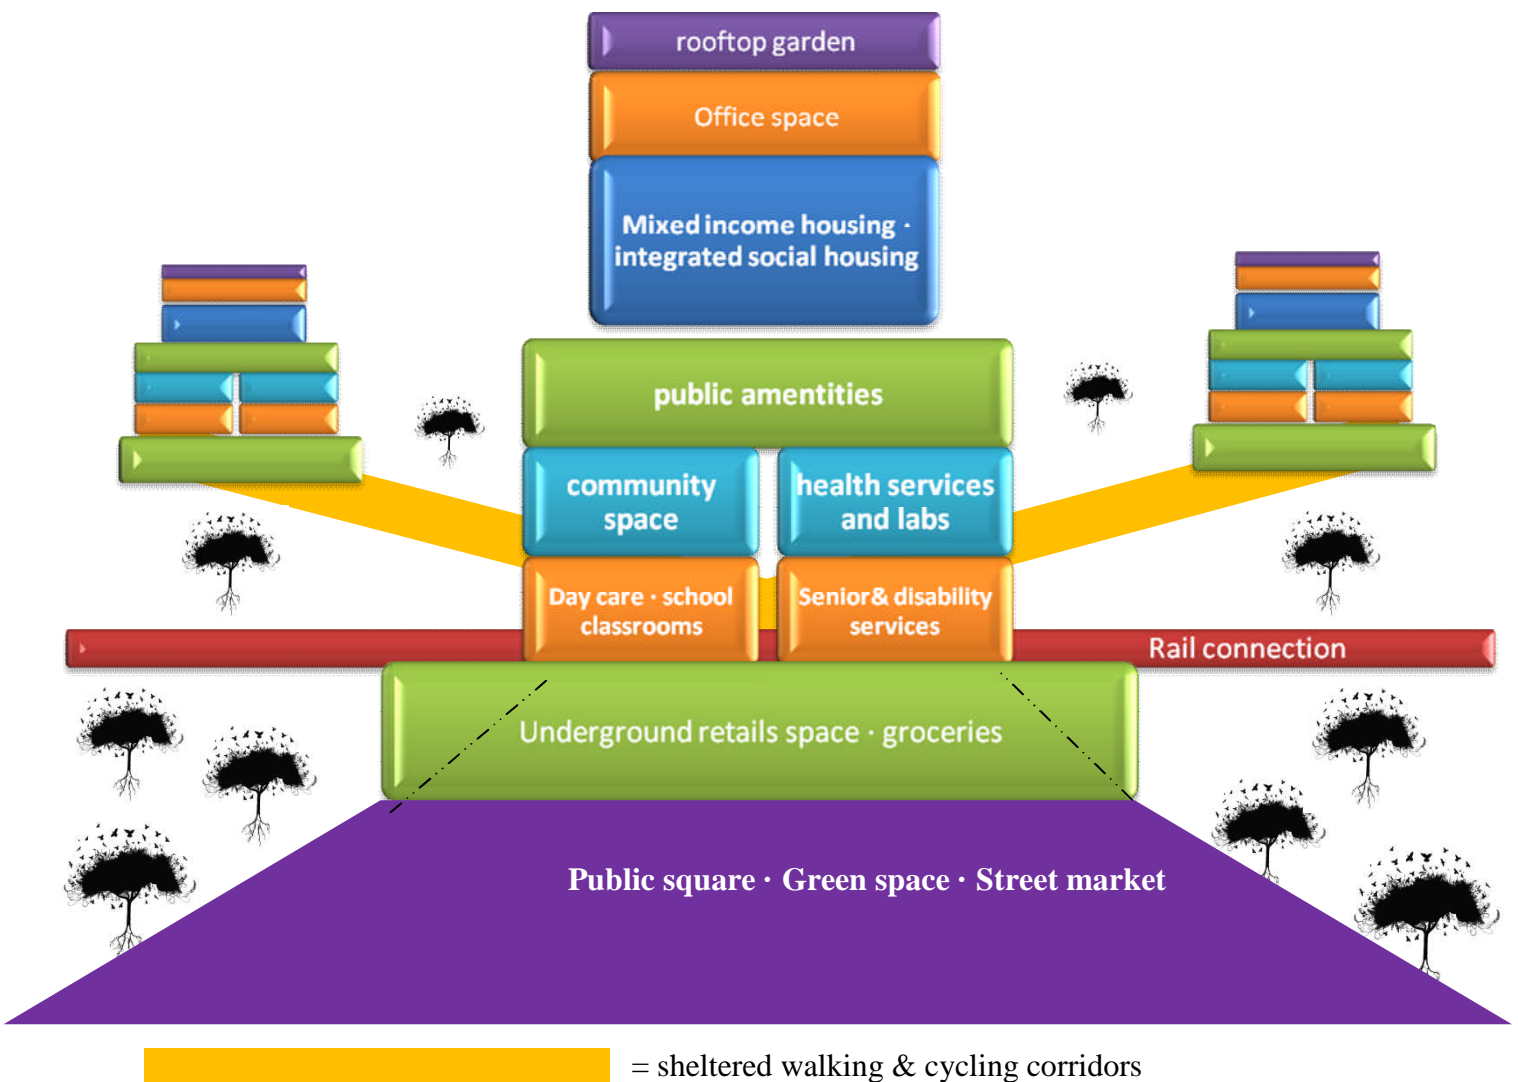 rooftop garden
Office space
Mixed income housing ·
integrated social housing
public amentities
community
space
health services
and labs
Day care · school
classrooms
Senior& disability
services
Rail connection
Underground retails space · groceries
Public square · Green space · Street market
= sheltered walking & cycling corridors